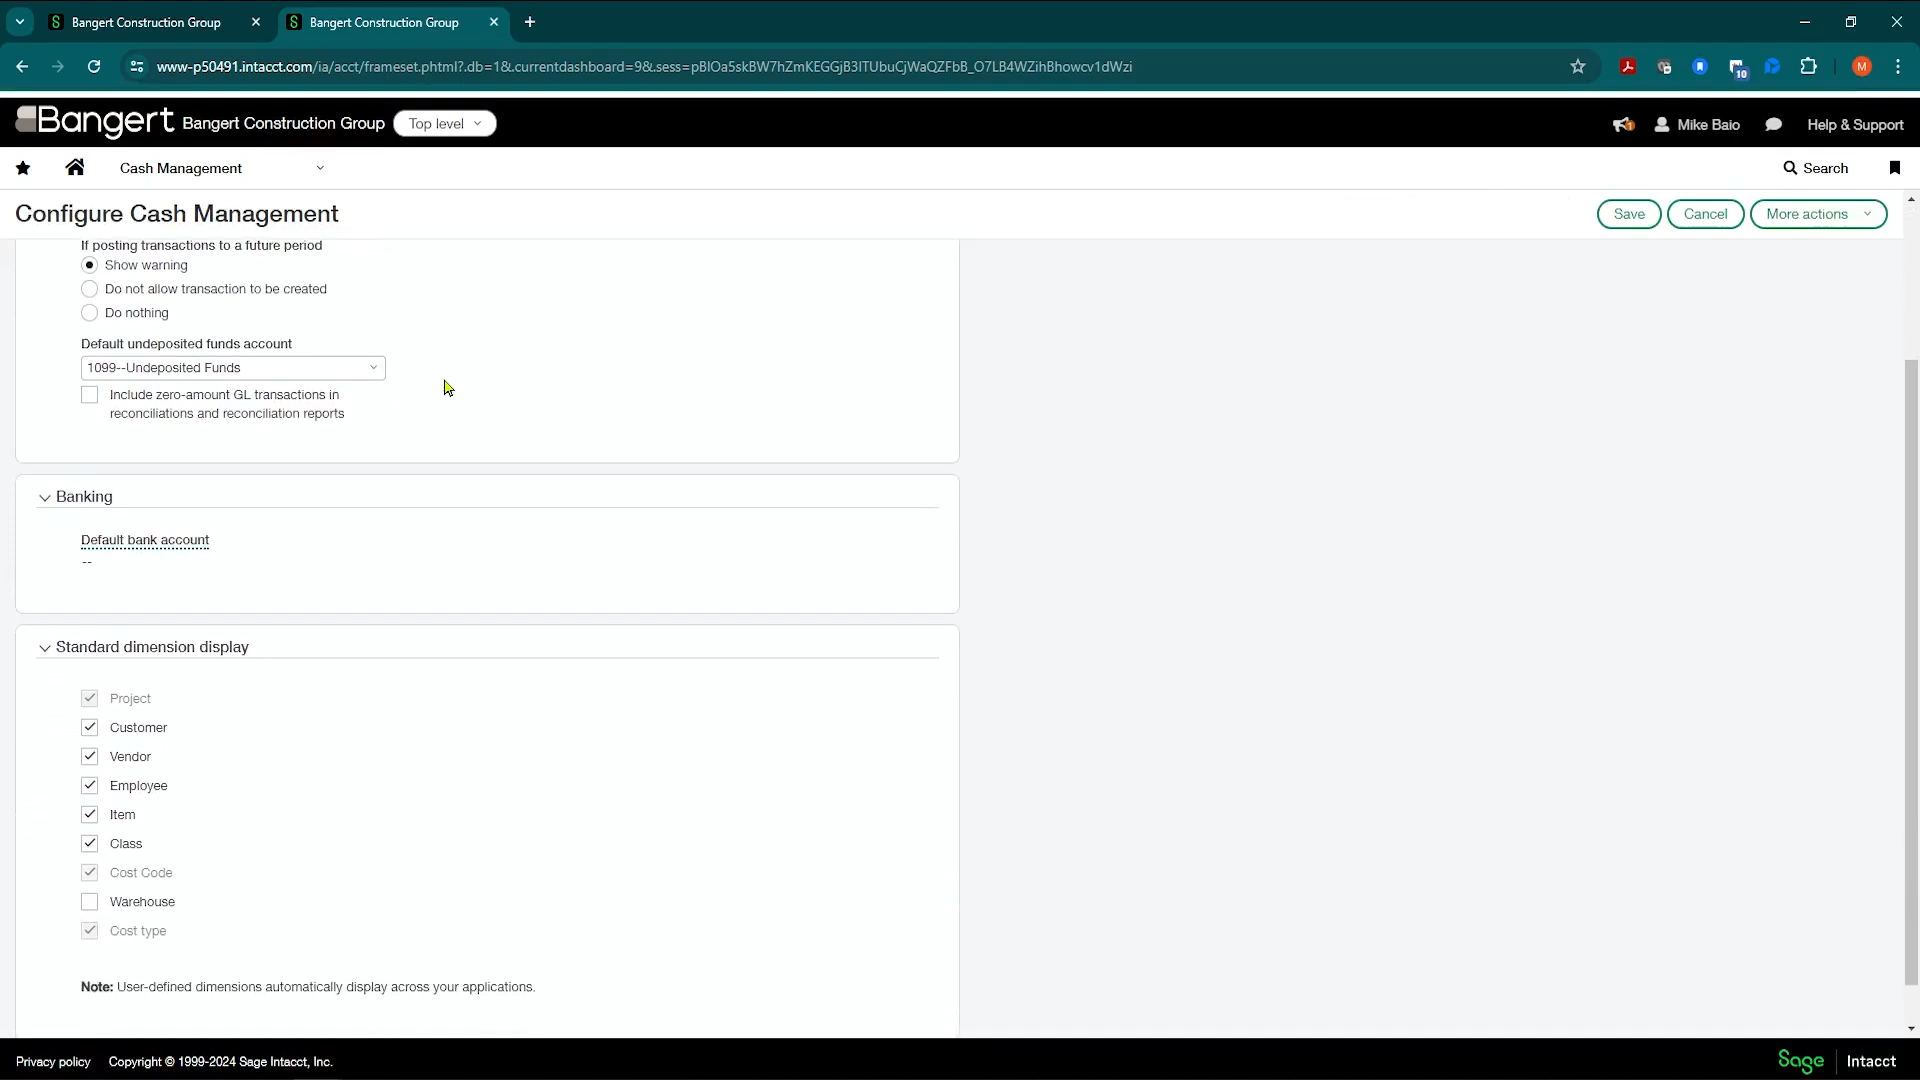 Bangert Construction Group
Bangert Construction Group
www-p50491.intacct.com/ia/acct/frameset.phtml?.db=1&.currentdashboard=9&.sess=pBlOa5skBW7hZmKEGGjB3lTUbuCjWaQZFbB_O7LB4WZihBhowcv1dWzi
10
M
Bangert Bangert Construction Group Top level
1
Mike Baio
Help & Support
Cash Management
Search
Configure Cash Management
Save
Cancel
More actions
If posting transactions to a future period
Show warning
Do not allow transaction to be created
Do nothing
Default undeposited funds account
1099--Undeposited Funds
Include zero-amount GL transactions in
reconciliations and reconciliation reports
Banking
Default bank account
--
Standard dimension display
Project
Customer
Vendor
Employee
Item
Class
Cost Code
Warehouse
Cost type
Note: User-defined dimensions automatically display across your applications.
Privacy policy Copyright © 1999-2024 Sage Intacct, Inc.
Sage Intacct